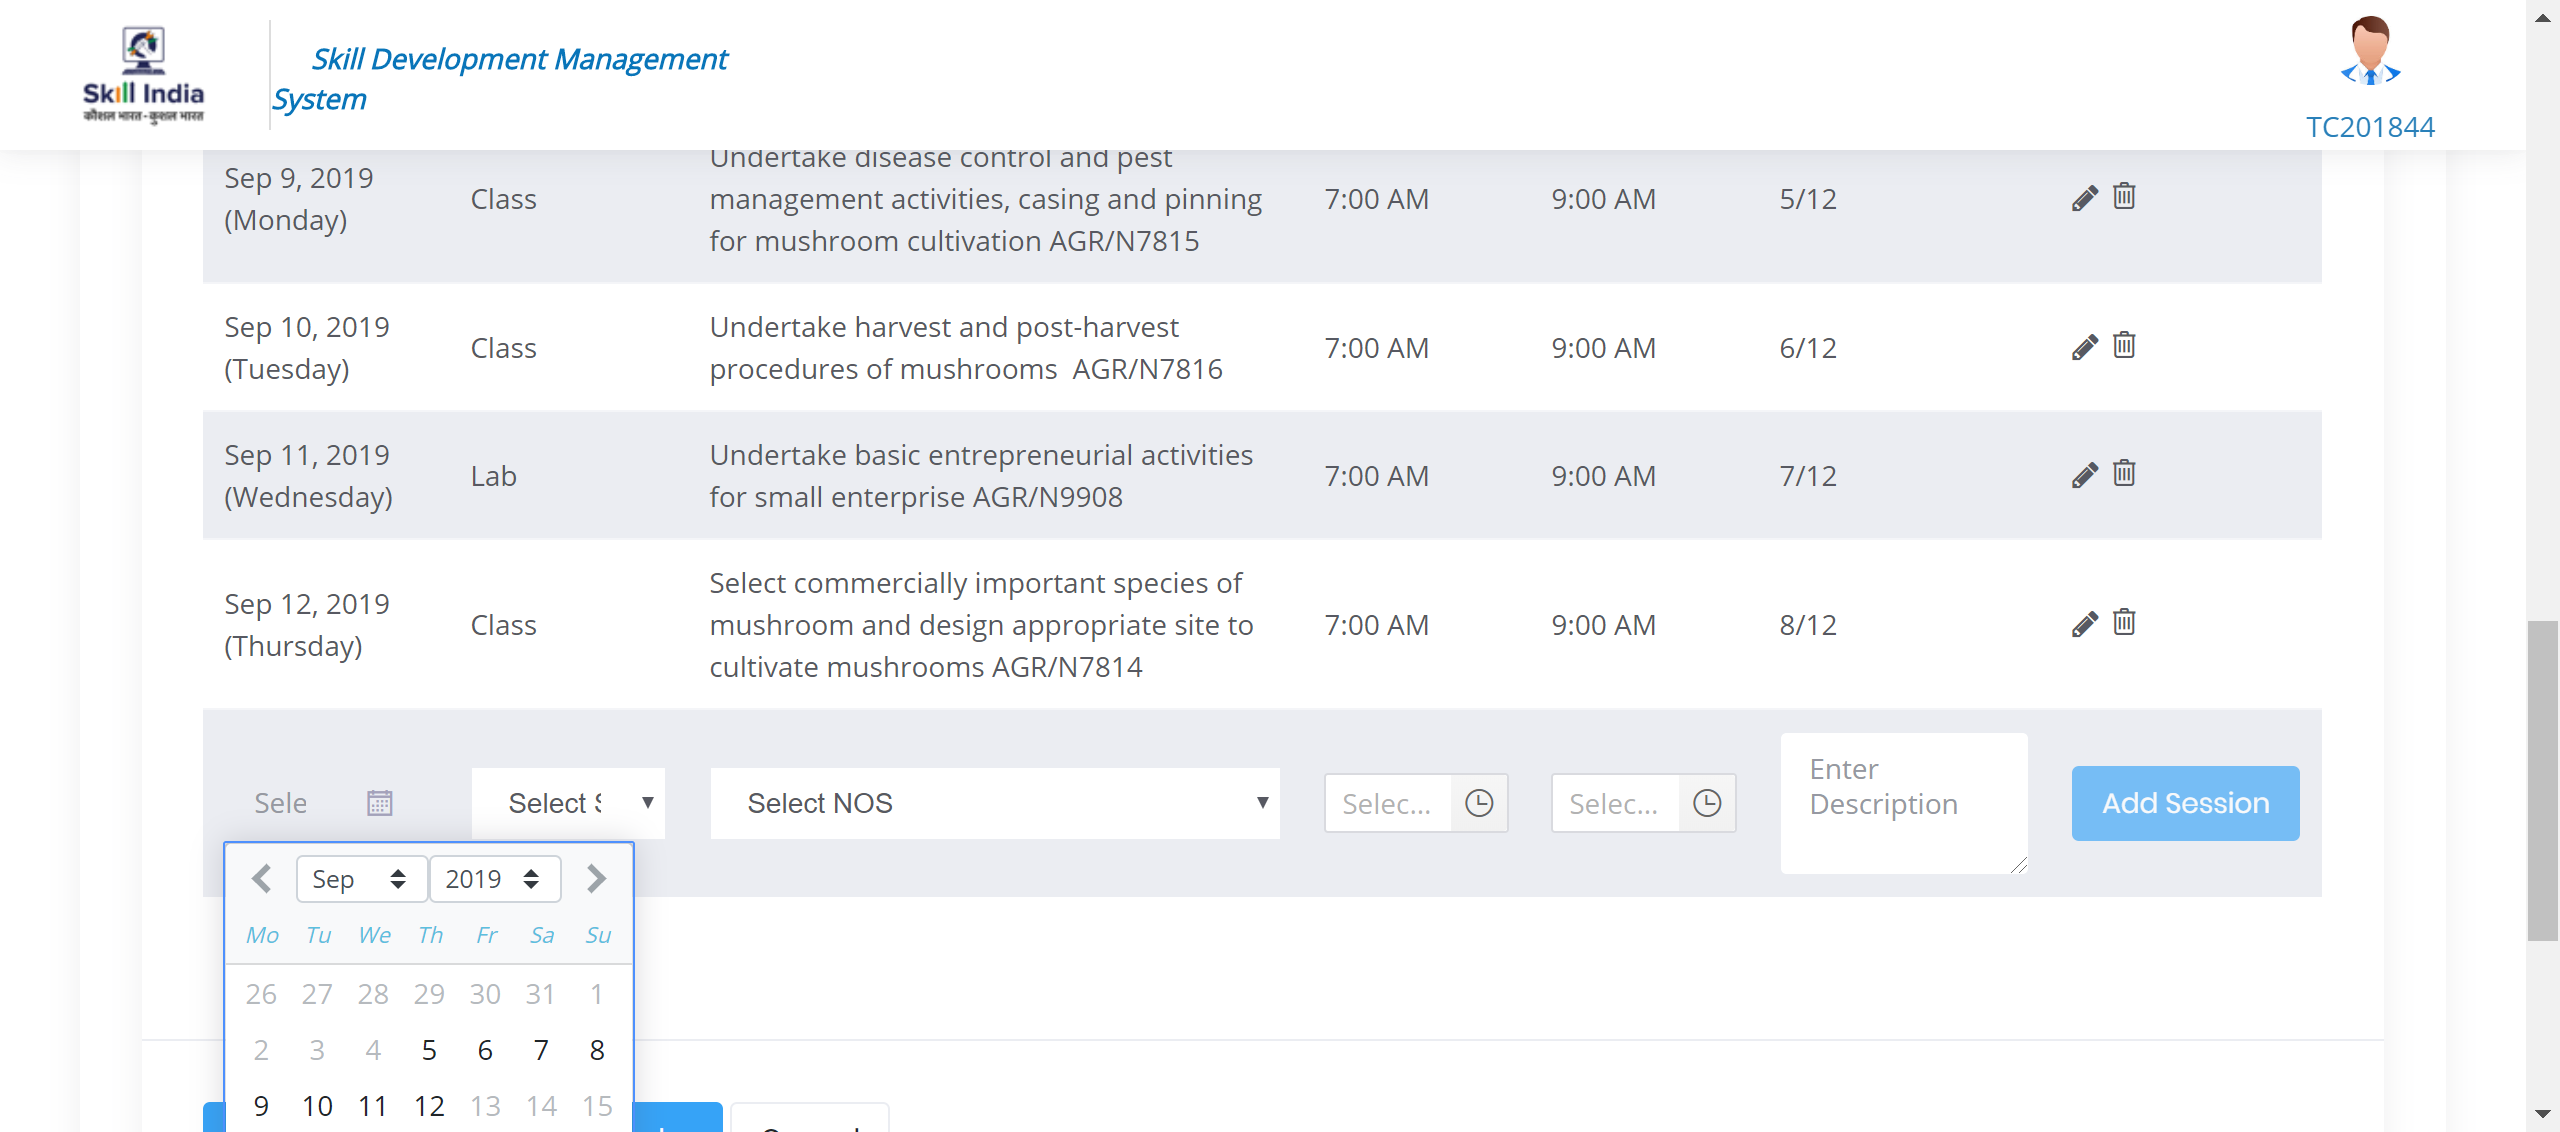 Skill India
कौशल भारत - कुशल भारत
Skill Development Management
System
TC201844
Sep 9, 2019
(Monday)
Class
Undertake disease control and pest
management activities, casing and pinning
for mushroom cultivation AGR/N7815
7:00 AM
9:00 AM
5/12
Sep 10, 2019
(Tuesday)
Class
Undertake harvest and post-harvest
procedures of mushrooms  AGR/N7816
7:00 AM
9:00 AM
6/12
Sep 11, 2019
(Wednesday)
Lab
Undertake basic entrepreneurial activities
for small enterprise AGR/N9908
7:00 AM
9:00 AM
7/12
Sep 12, 2019
(Thursday)
Class
Select commercially important species of
mushroom and design appropriate site to
cultivate mushrooms AGR/N7814
7:00 AM
9:00 AM
8/12
Sele
Select
Select NOS
Selec...
Selec...
Enter
Description
Add Session
Sep 2019
Mo Tu We Th Fr Sa Su
26 27 28 29 30 31 1
2 3 4 5 6 7 8
9 10 11 12 13 14 15